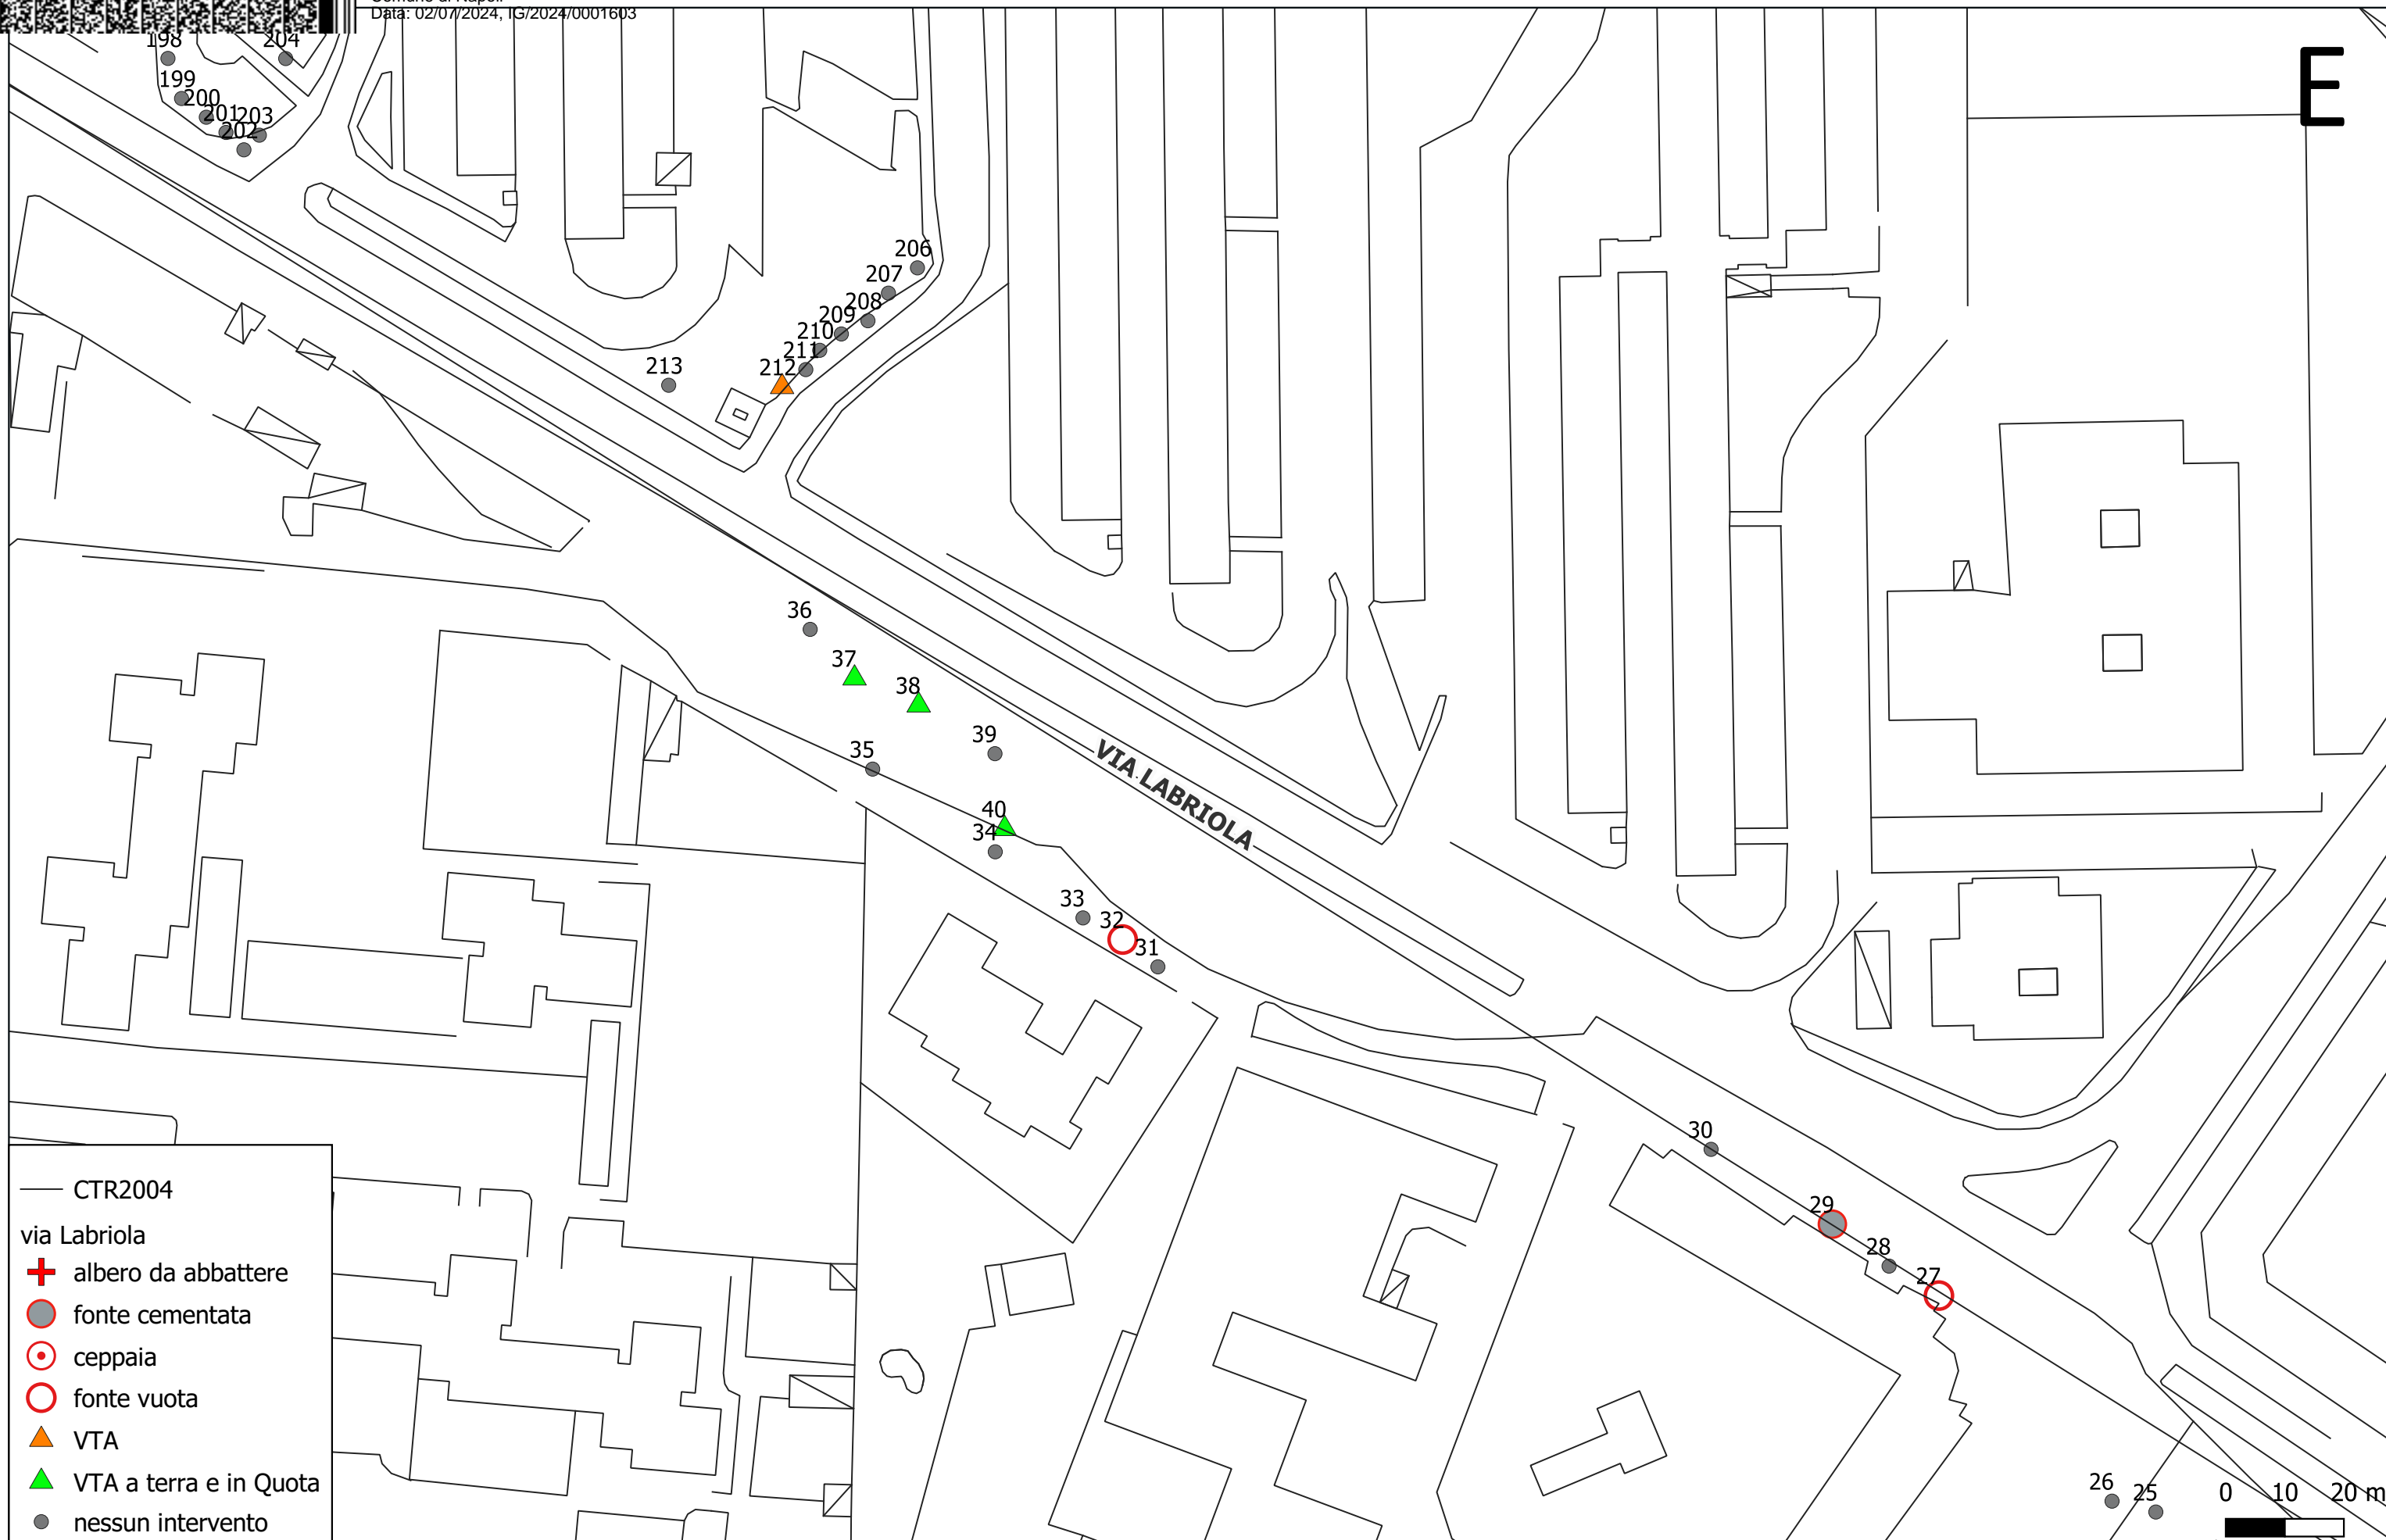 Comune di Napoli
Data: 02/07/2024, IG/2024/0001603
E
198
204
199
200
201
203
202
206
207
208
209
210
211
212
213
36
37
38
39
35
VIA LABRIOLA
40
34
33
32
31
30
29
28
27
26
25
0 10 20 m
CTR2004
via Labriola
albero da abbattere
fonte cementata
ceppaia
fonte vuota
VTA
VTA a terra e in Quota
nessun intervento